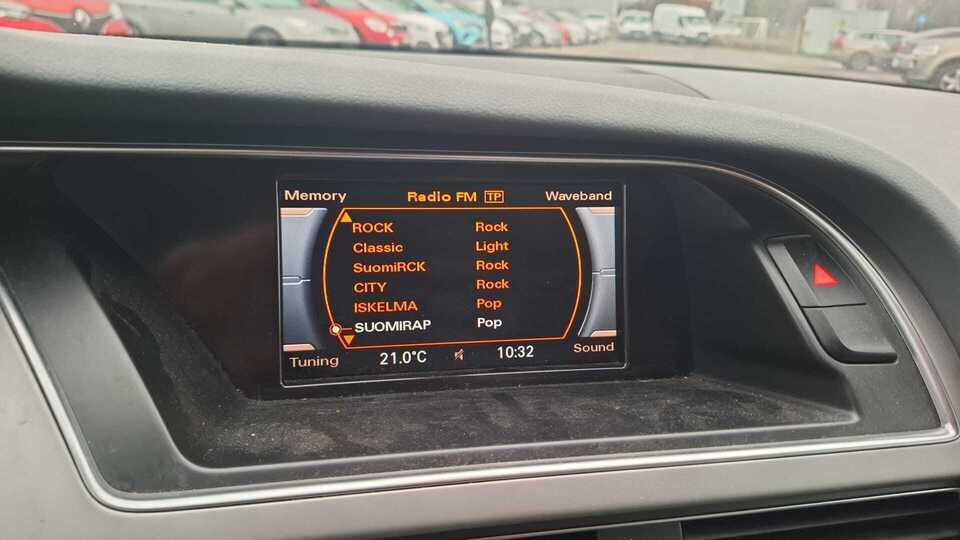 Memory Radio FM TP Waveband
ROCK Rock
Classic Light
SuomiRCK Rock
CITY Rock
ISKELMA Pop
SUOMIRAP Pop
Tuning 21.0°C 10:32 Sound